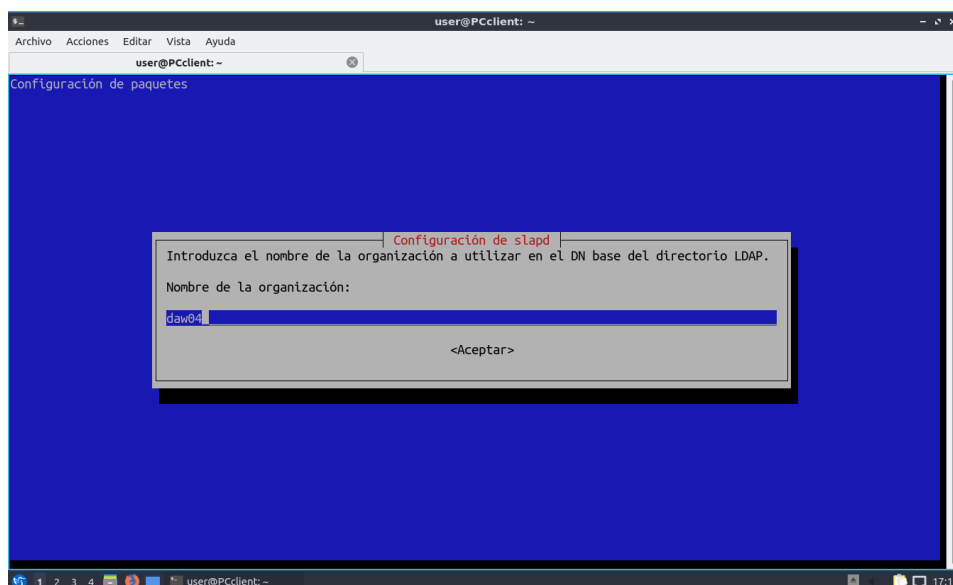 user@PCclient: ~
Archivo Acciones Editar Vista Ayuda
user@PCclient: ~
Configuración de paquetes
Configuración de slapd
Introduzca el nombre de la organización a utilizar en el DN base del directorio LDAP.
Nombre de la organización:
daw04
<Aceptar>
1 2 3 4 user@PCclient: ~